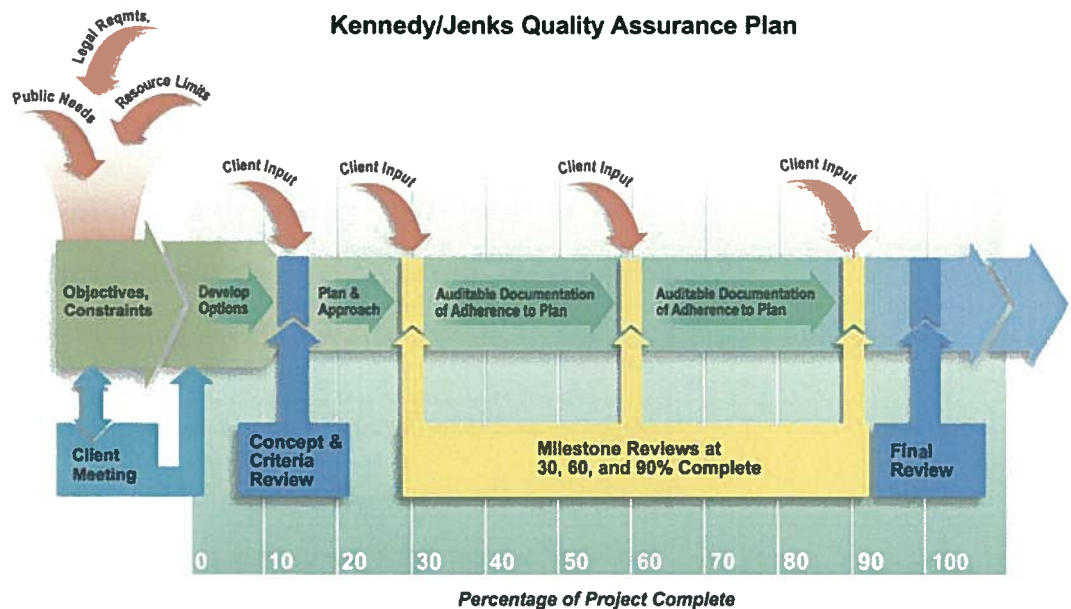 Kennedy/Jenks Quality Assurance Plan
Legal Reqmts.
Public Needs
Resource Limits
Client Input
Client Input
Client Input
Client Input
Objectives,
Constraints
Develop
Options
Plan &
Approach
Auditable Documentation
of Adherence to Plan
Auditable Documentation
of Adherence to Plan
Client
Meeting
Concept &
Criteria
Review
Milestone Reviews at
30, 60, and 90% Complete
Final
Review
0 10 20 30 40 50 60 70 80 90 100
Percentage of Project Complete